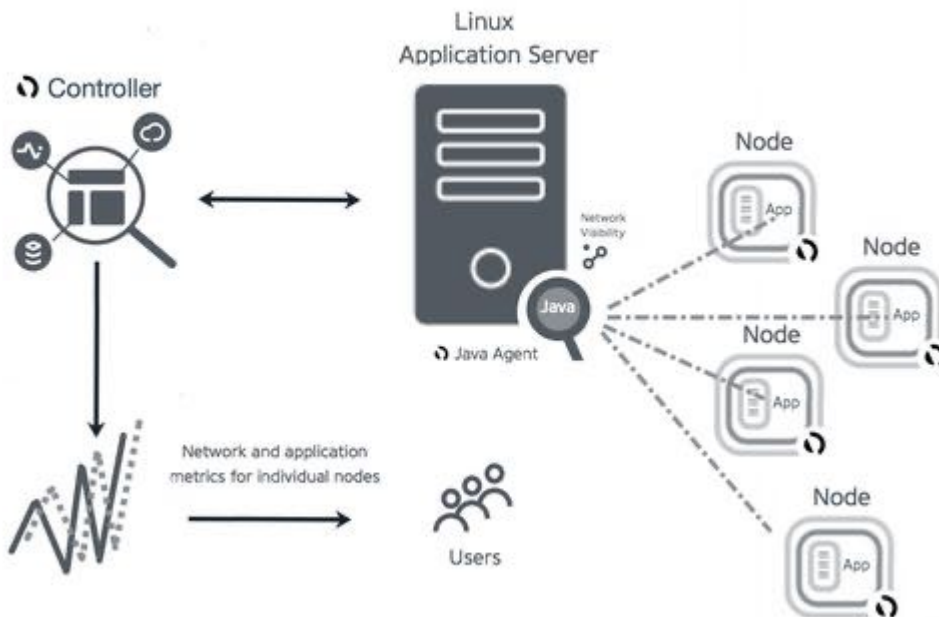 Linux
Application Server
Controller
Node
App
Network
Visibility
Node
App
Java
Java Agent
Node
App
Network and application
metrics for individual nodes
Users
Node
App